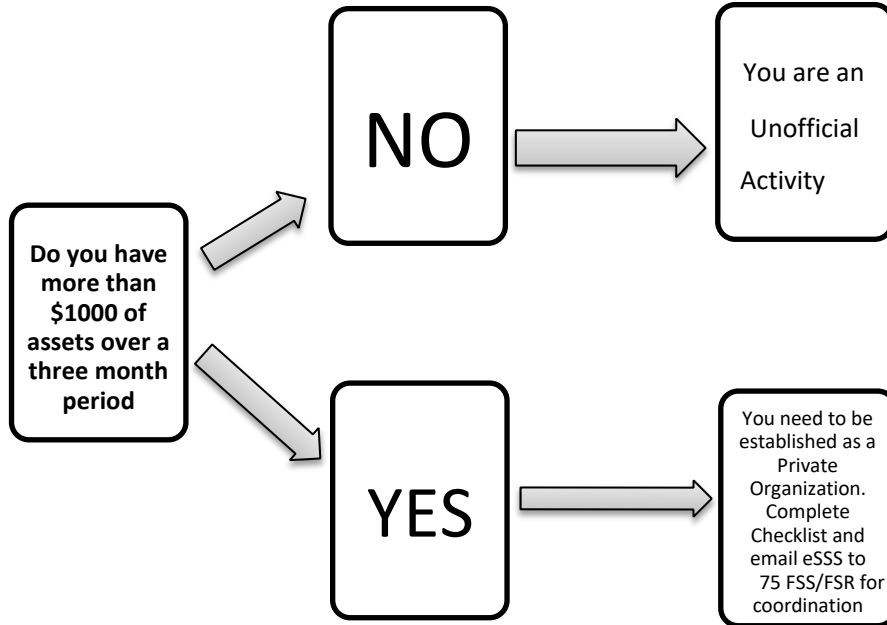 Do you have
more than
$1000 of
assets over a
three month
period
NO
You are an
Unofficial
Activity
YES
You need to be
established as a
Private
Organization.
Complete
Checklist and
email eSSS to
75 FSS/FSR for
coordination